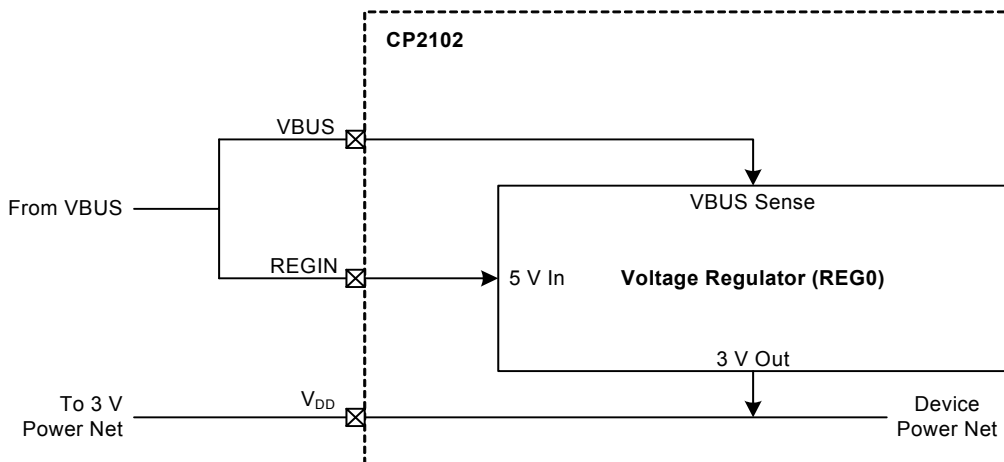 CP2102
VBUS
From VBUS
VBUS Sense
REGIN
5 V In
Voltage Regulator (REG0)
3 V Out
To 3 V
Power Net
VDD
Device
Power Net